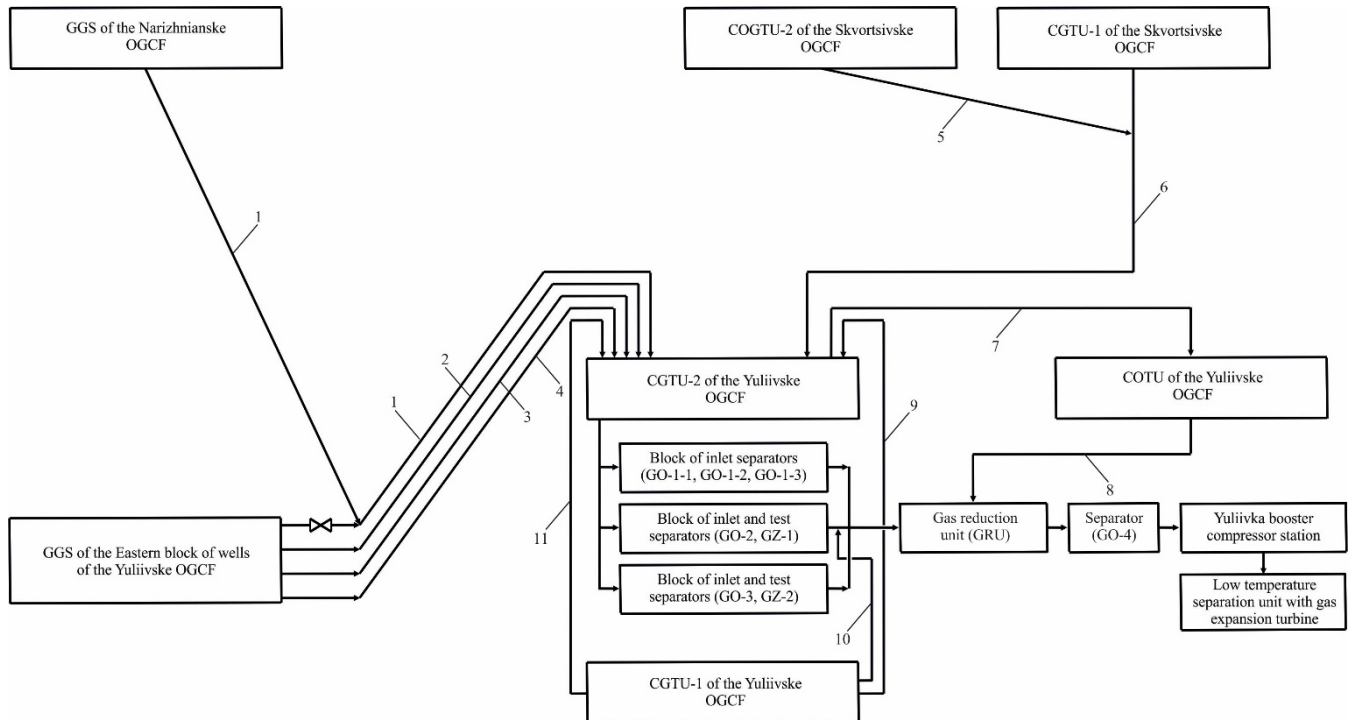 GGS of the Narizhnianske
OGCF
COGTU-2 of the Skvortsivske
OGCF
CGTU-1 of the Skvortsivske
OGCF
5
6
1
7
2
4
1
3
CGTU-2 of the Yuliivske
OGCF
COTU of the Yuliivske
OGCF
9
Block of inlet separators
(GO-1-1, GO-1-2, GO-1-3)
8
GGS of the Eastern block of wells
of the Yuliivske OGCF
11
Block of inlet and test
separators (GO-2, GZ-1)
Gas reduction
unit (GRU)
Separator
(GO-4)
Yuliivka booster
compressor station
Block of inlet and test
separators (GO-3, GZ-2)
Low temperature
separation unit with gas
expansion turbine
10
CGTU-1 of the Yuliivske
OGCF